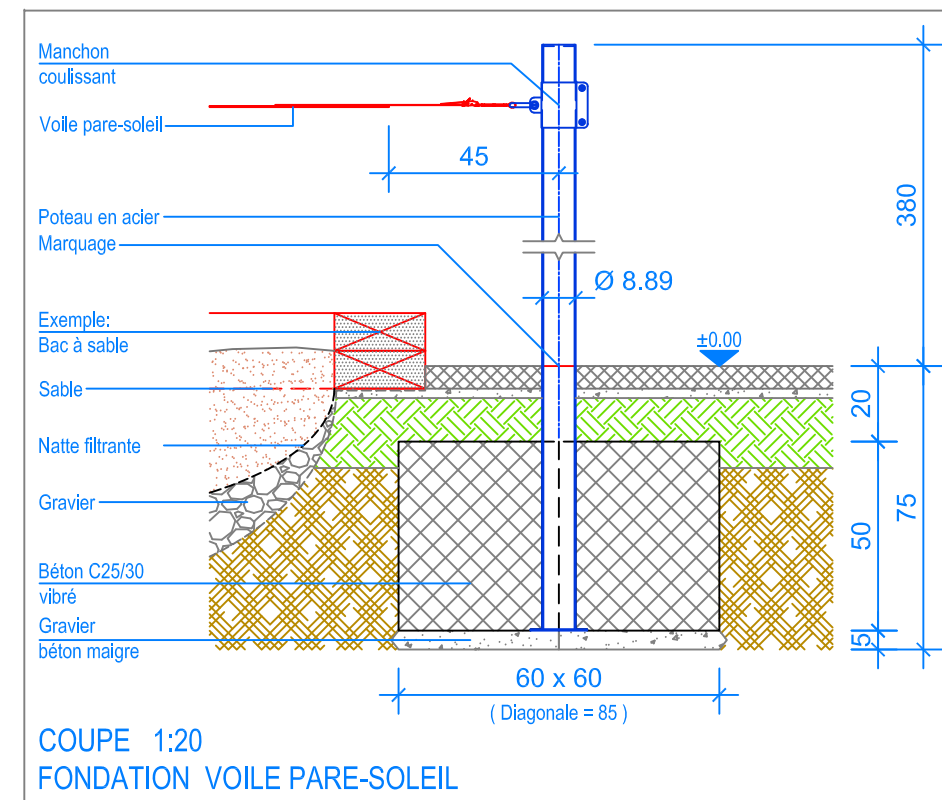 Manchon
coulissant
Voile pare-soleil
45
380
Poteau en acier
Marquage
Ø 8.89
Exemple:
Bac à sable
±0.00
Sable
20
Natte filtrante
Gravier
50
75
Béton C25/30
vibré
Gravier
béton maigre
5
60 x 60
( Diagonale = 85 )
COUPE 1:20
FONDATION VOILE PARE-SOLEIL